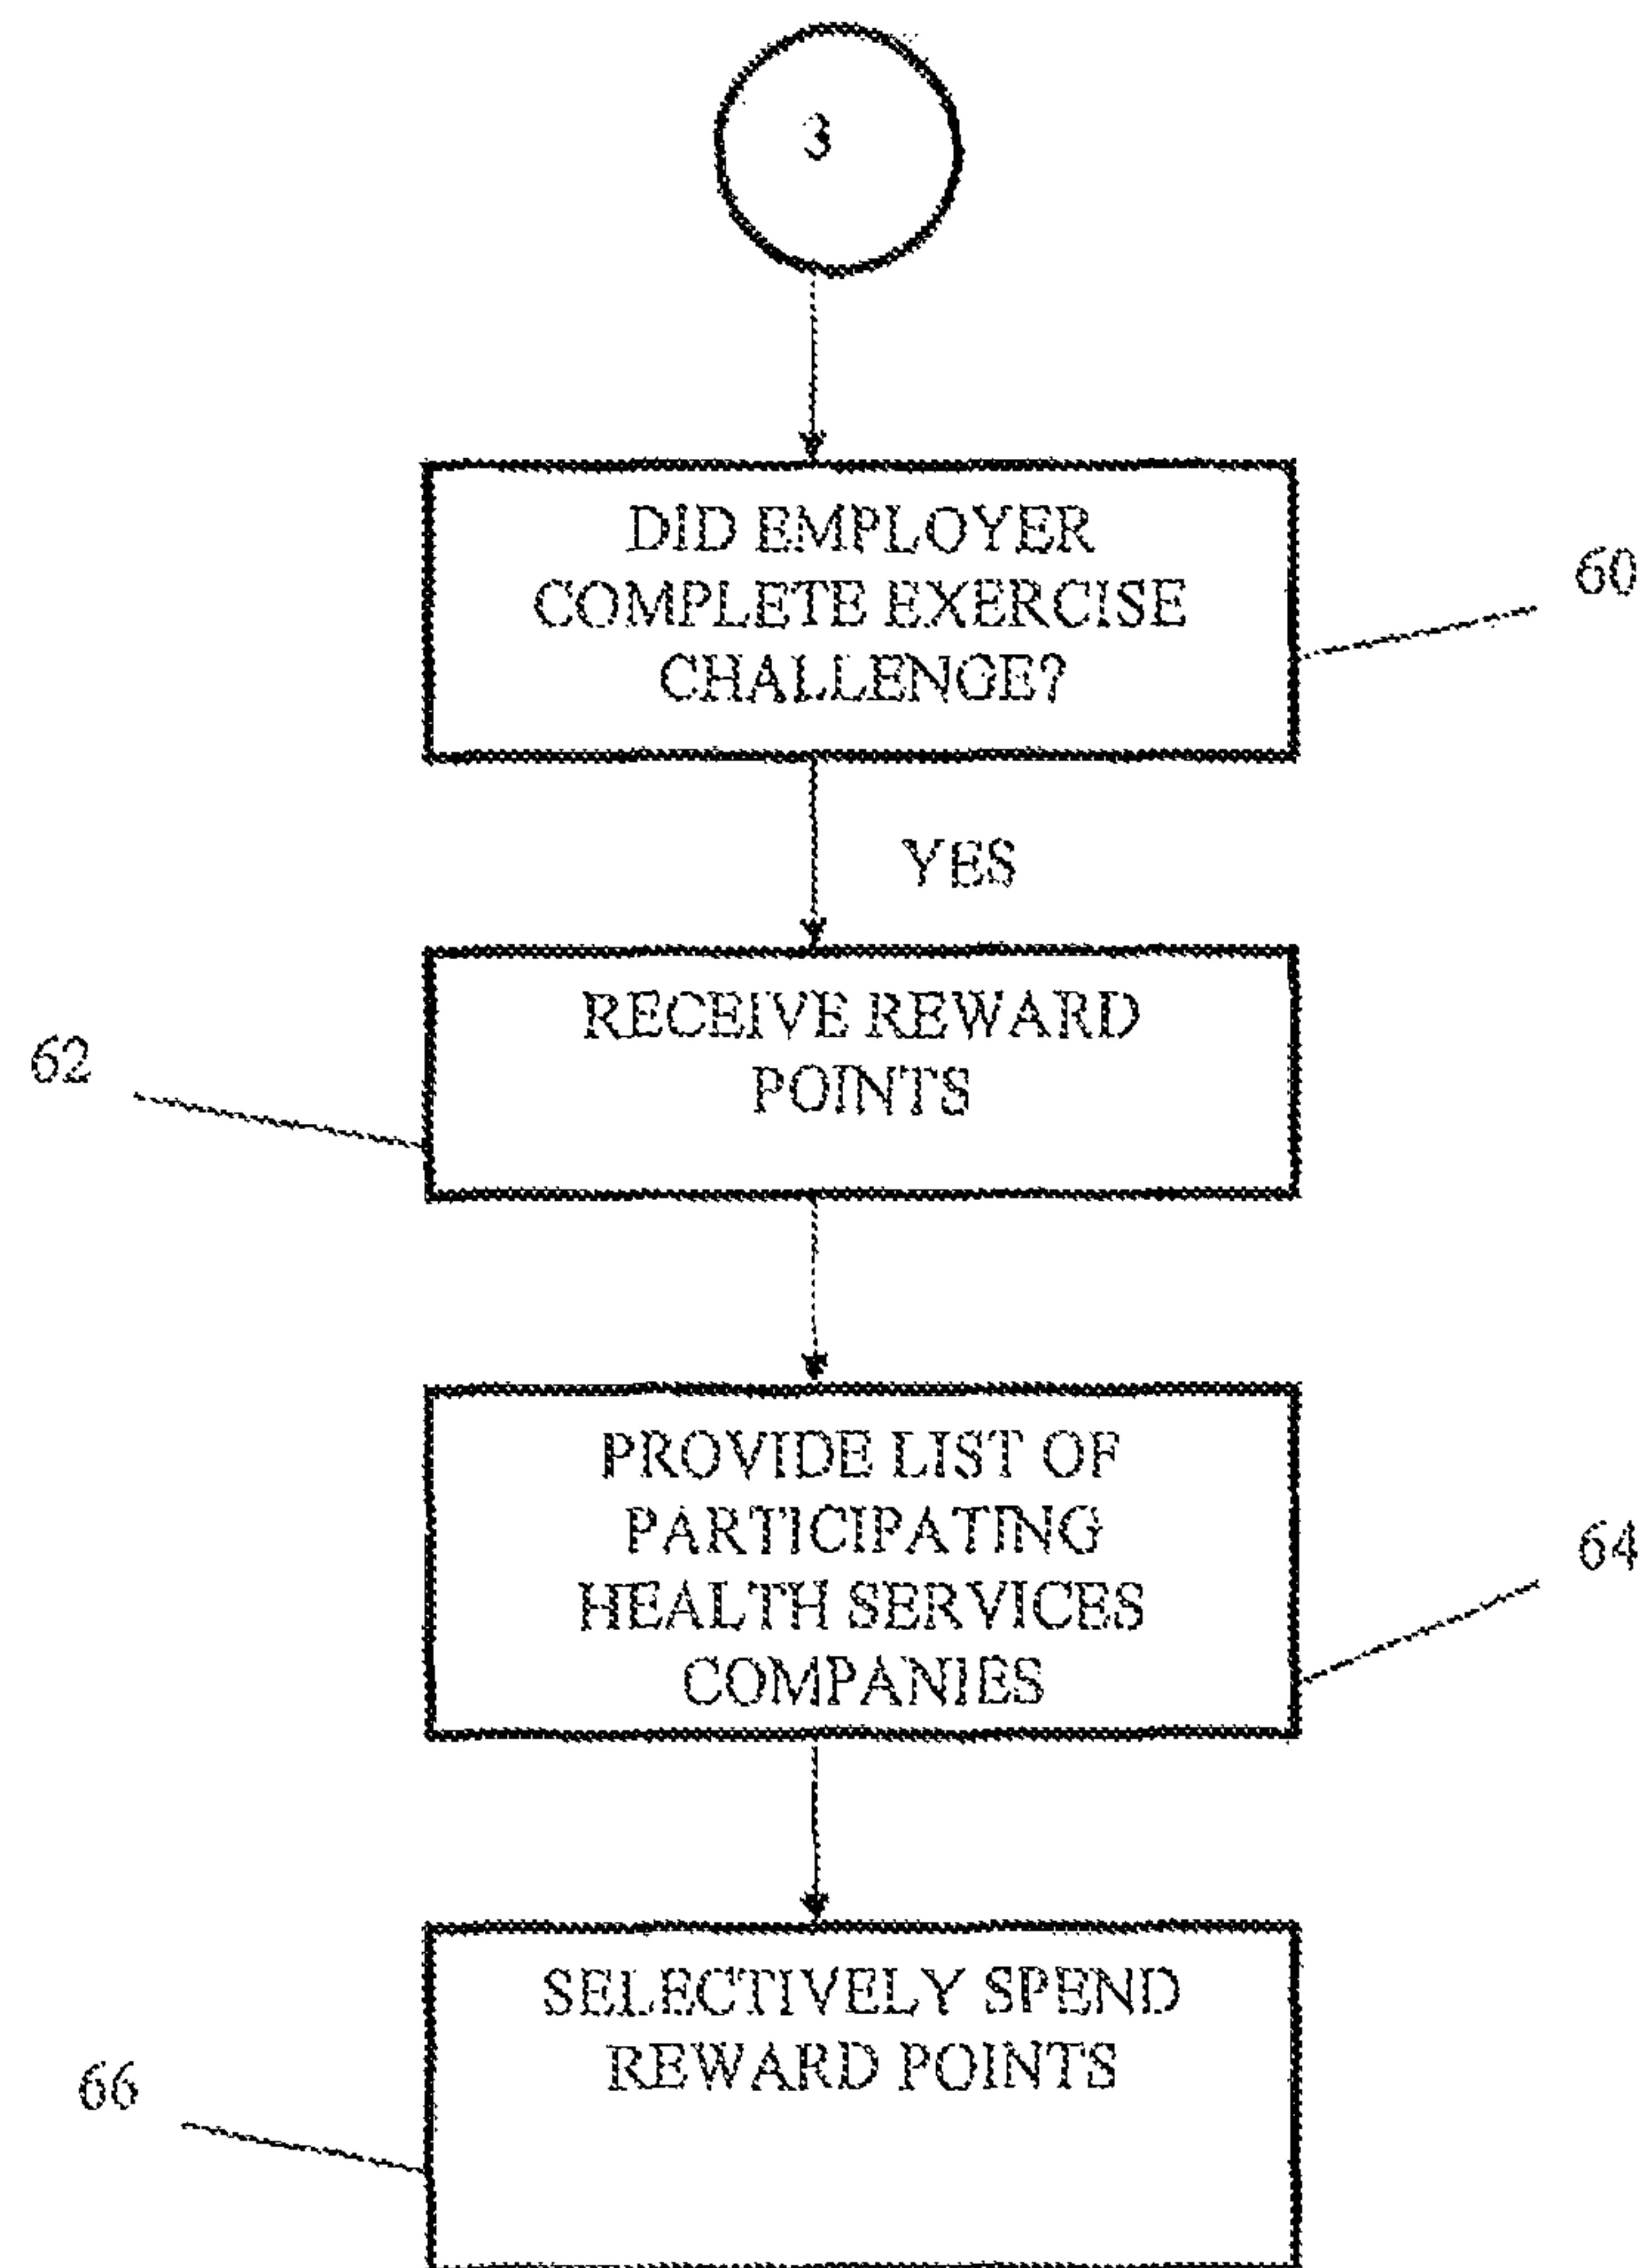 3
DID EMPLOYER
COMPLETE EXERCISE
CHALLENGE?
60
YES
RECEIVE REWARD
POINTS
62
PROVIDE LIST OF
PARTICIPATING
HEALTH SERVICES
COMPANIES
64
SELECTIVELY SPEND
REWARD POINTS
66